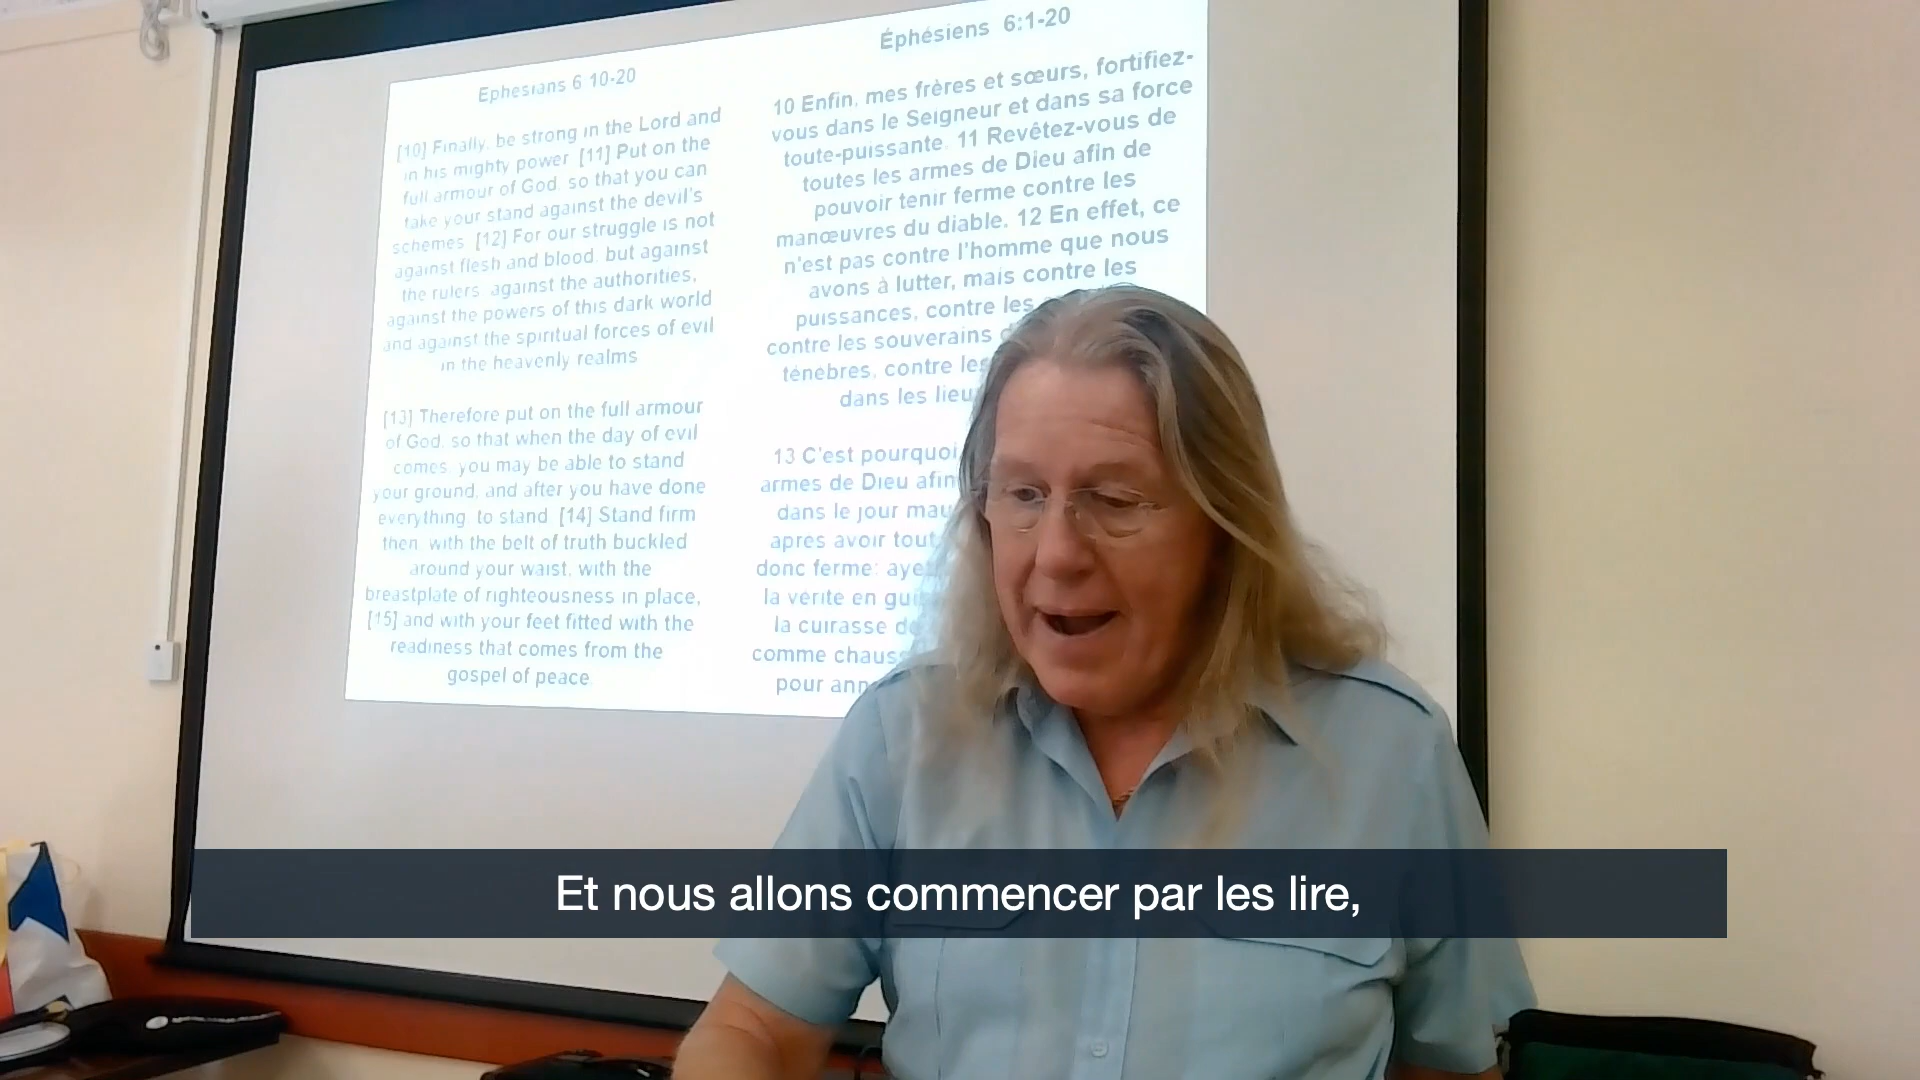 Ephesians 6 10-20
[10] Finally, be strong in the Lord and
in his mighty power [11] Put on the
full armour of God, so that you can
take your stand against the devil's
schemes [12] For our struggle is not
against flesh and blood, but against
the rulers, against the authorities,
against the powers of this dark world
and against the spiritual forces of evil
in the heavenly realms
[13] Therefore put on the full armour
of God, so that when the day of evil
comes, you may be able to stand
your ground, and after you have done
everything, to stand [14] Stand firm
then, with the belt of truth buckled
around your waist, with the
breastplate of righteousness in place,
[15] and with your feet fitted with the
readiness that comes from the
gospel of peace
Éphésiens 6:1-20
10 Enfin, mes frères et sœurs, fortifiez-
vous dans le Seigneur et dans sa force
toute-puissante. 11 Revêtez-vous de
toutes les armes de Dieu afin de
pouvoir tenir ferme contre les
manœuvres du diable. 12 En effet, ce
n'est pas contre l'homme que nous
avons à lutter, mais contre les
puissances, contre les
contre les souverains
ténèbres, contre les
dans les lieu
13 C'est pourquoi
armes de Dieu afin
dans le jour mau
après avoir tout
donc ferme: aye
la vérité en gui
la cuirasse de
comme chaus
pour ann
Et nous allons commencer par les lire,